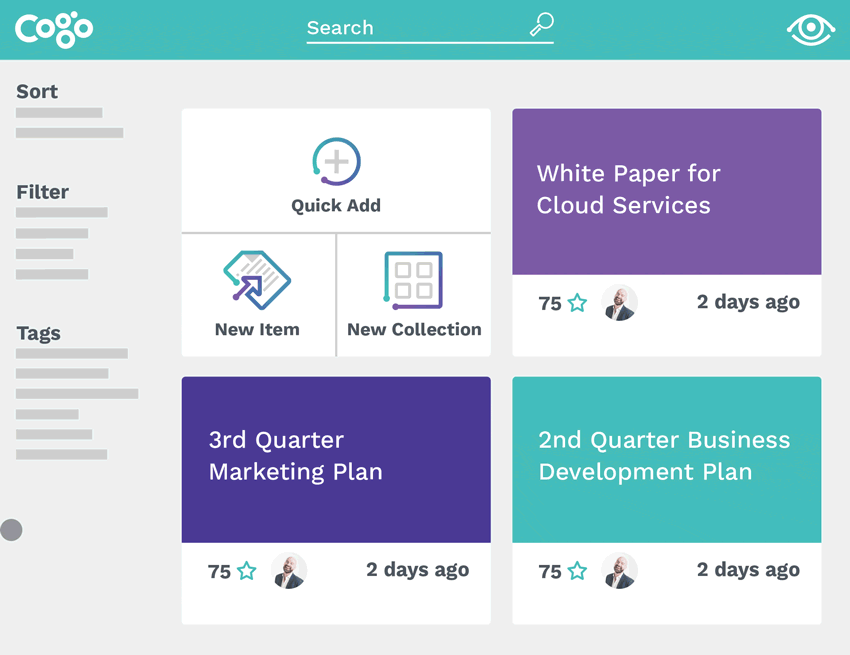 Cogo
Search
Sort
Filter
Tags
Quick Add
New Item
New Collection
White Paper for
Cloud Services
75
2 days ago
3rd Quarter
Marketing Plan
75
2 days ago
2nd Quarter Business
Development Plan
75
2 days ago